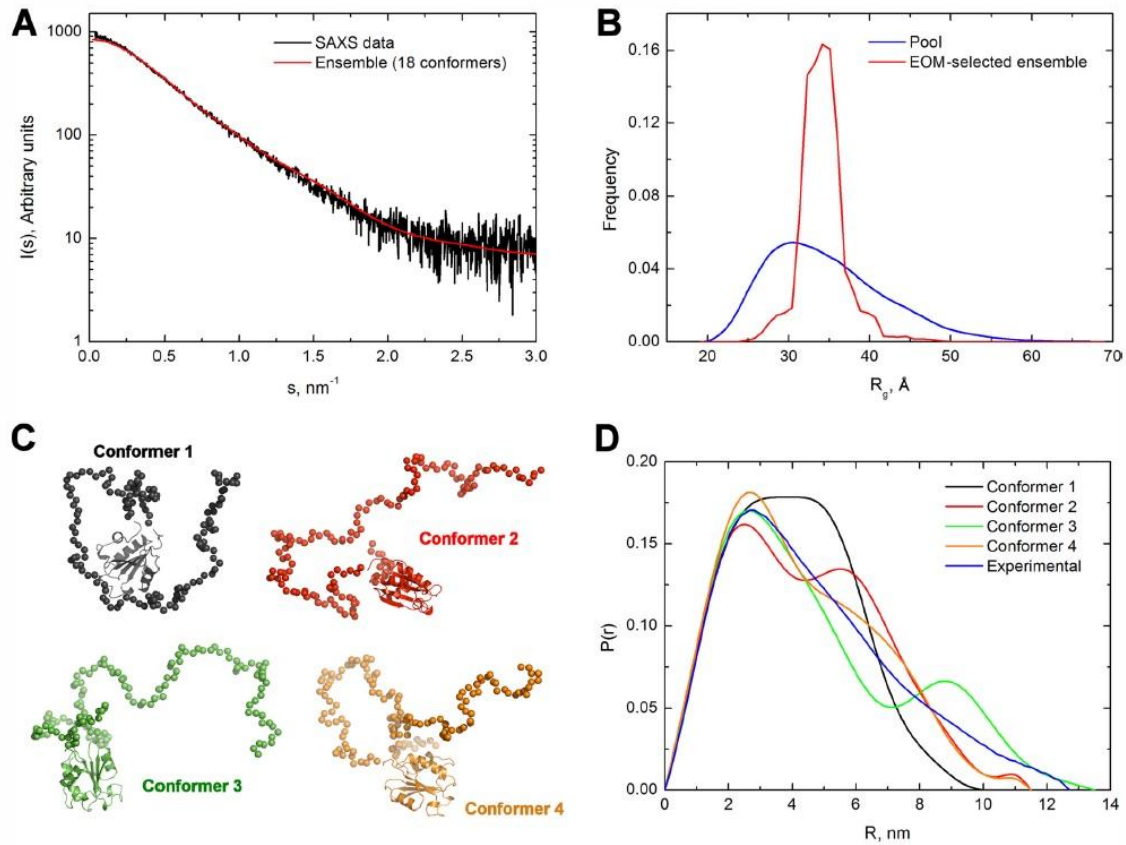 A
1000
100
10
1
I(s), Arbitrary units
SAXS data
Ensemble (18 conformers)
0.0
0.5
1.0
1.5
2.0
2.5
3.0
s, nm⁻¹
B
0.16
0.12
0.08
0.04
0.00
Frequency
Pool
EOM-selected ensemble
20
30
40
50
60
70
Rg, Å
C
Conformer 1
Conformer 2
Conformer 3
Conformer 4
D
0.20
0.15
0.10
0.05
0.00
P(r)
Conformer 1
Conformer 2
Conformer 3
Conformer 4
Experimental
0
2
4
6
8
10
12
14
R, nm